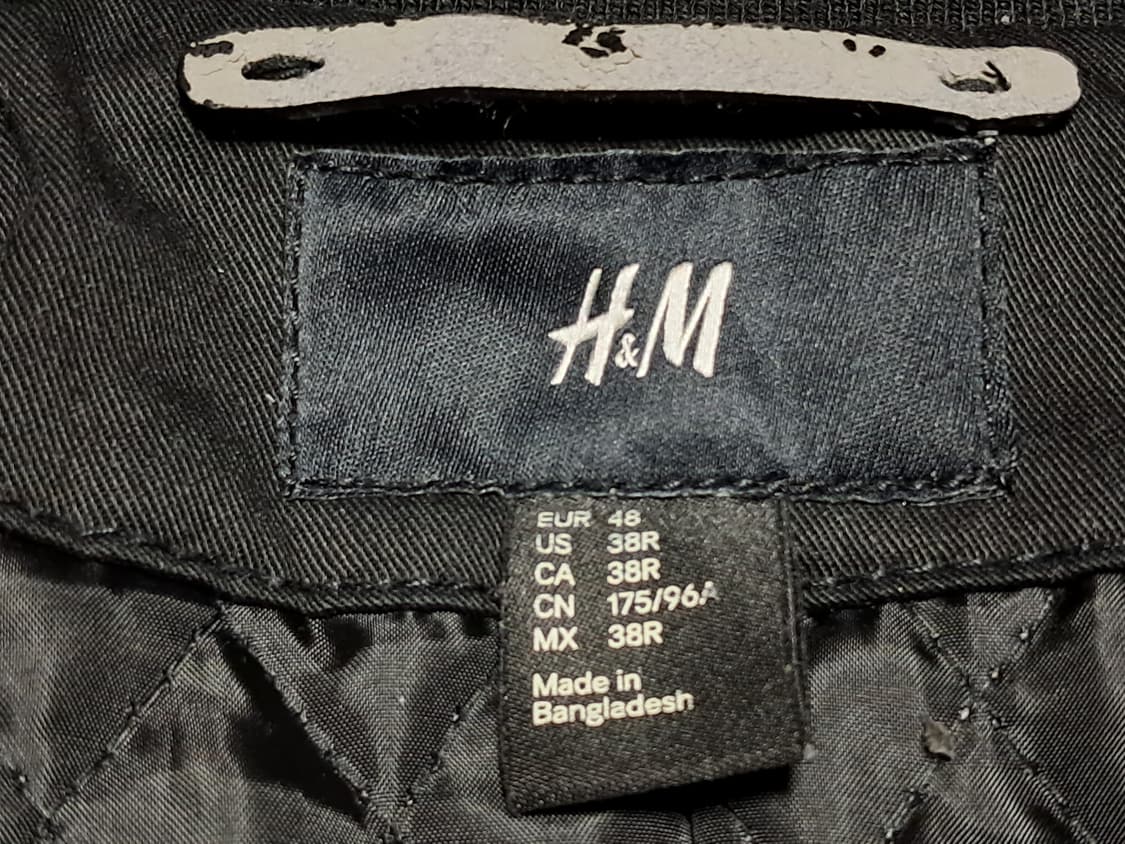 H&M
EUR 48
US 38R
CA 38R
CN 175/96A
MX 38R
Made in
Bangladesh